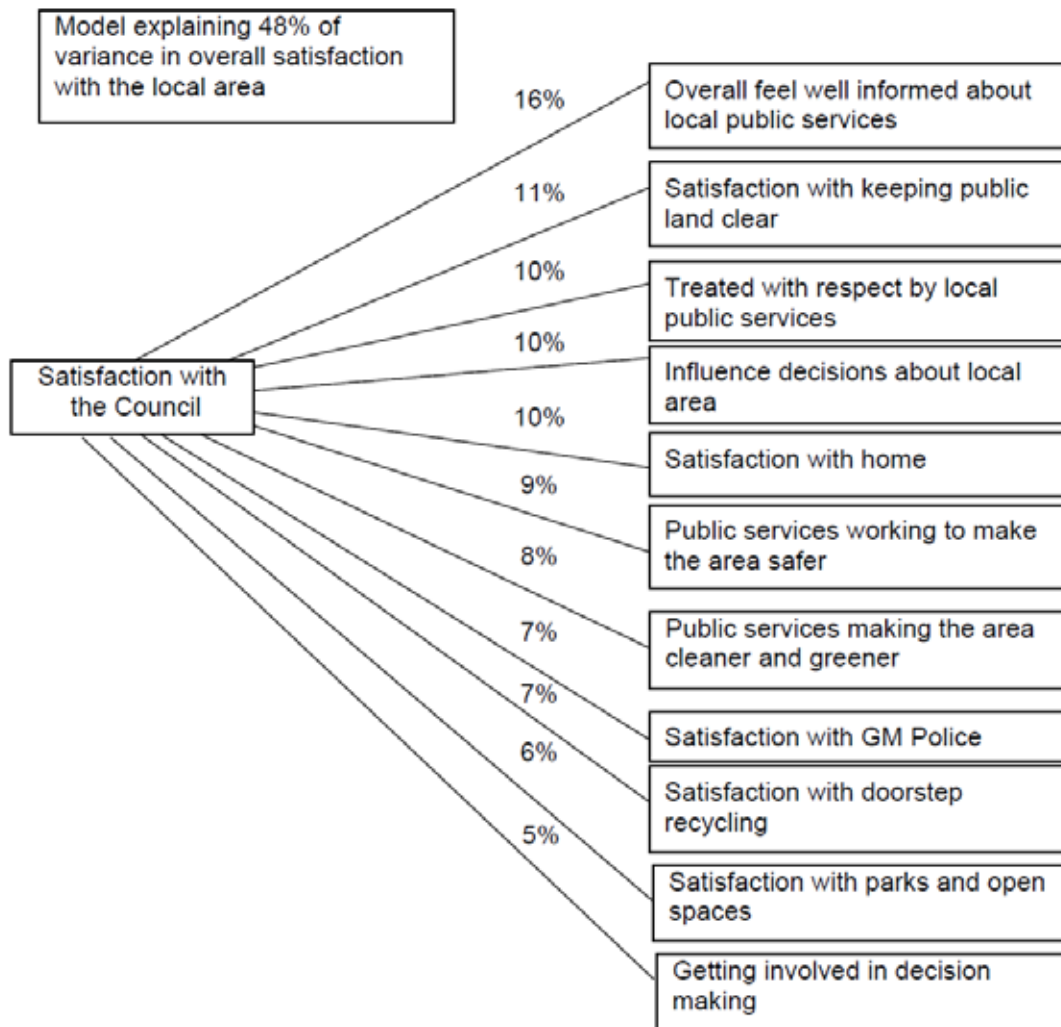 Model explaining 48% of
variance in overall satisfaction
with the local area
16%
Overall feel well informed about
local public services
11%
Satisfaction with keeping public
land clear
10%
Treated with respect by local
public services
10%
Influence decisions about local
area
Satisfaction with
the Council
10%
Satisfaction with home
9%
Public services working to make
the area safer
8%
Public services making the area
cleaner and greener
7%
Satisfaction with GM Police
7%
Satisfaction with doorstep
recycling
6%
Satisfaction with parks and open
spaces
5%
Getting involved in decision
making